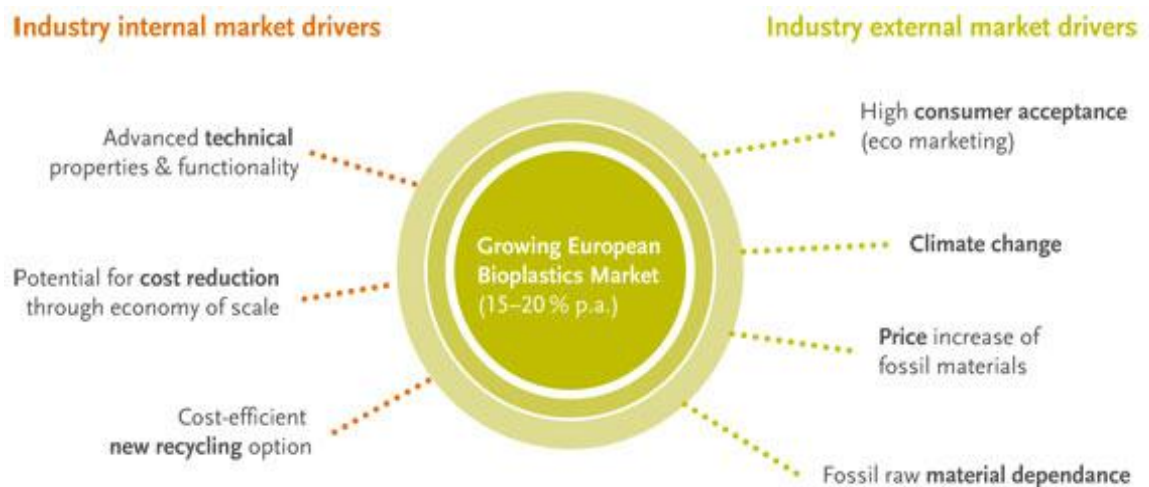 Industry internal market drivers
Advanced technical
properties & functionality
Potential for cost reduction
through economy of scale
Cost-efficient
new recycling option
Growing European
Bioplastics Market
(15–20 % p.a.)
Industry external market drivers
High consumer acceptance
(eco marketing)
Climate change
Price increase of
fossil materials
Fossil raw material dependance